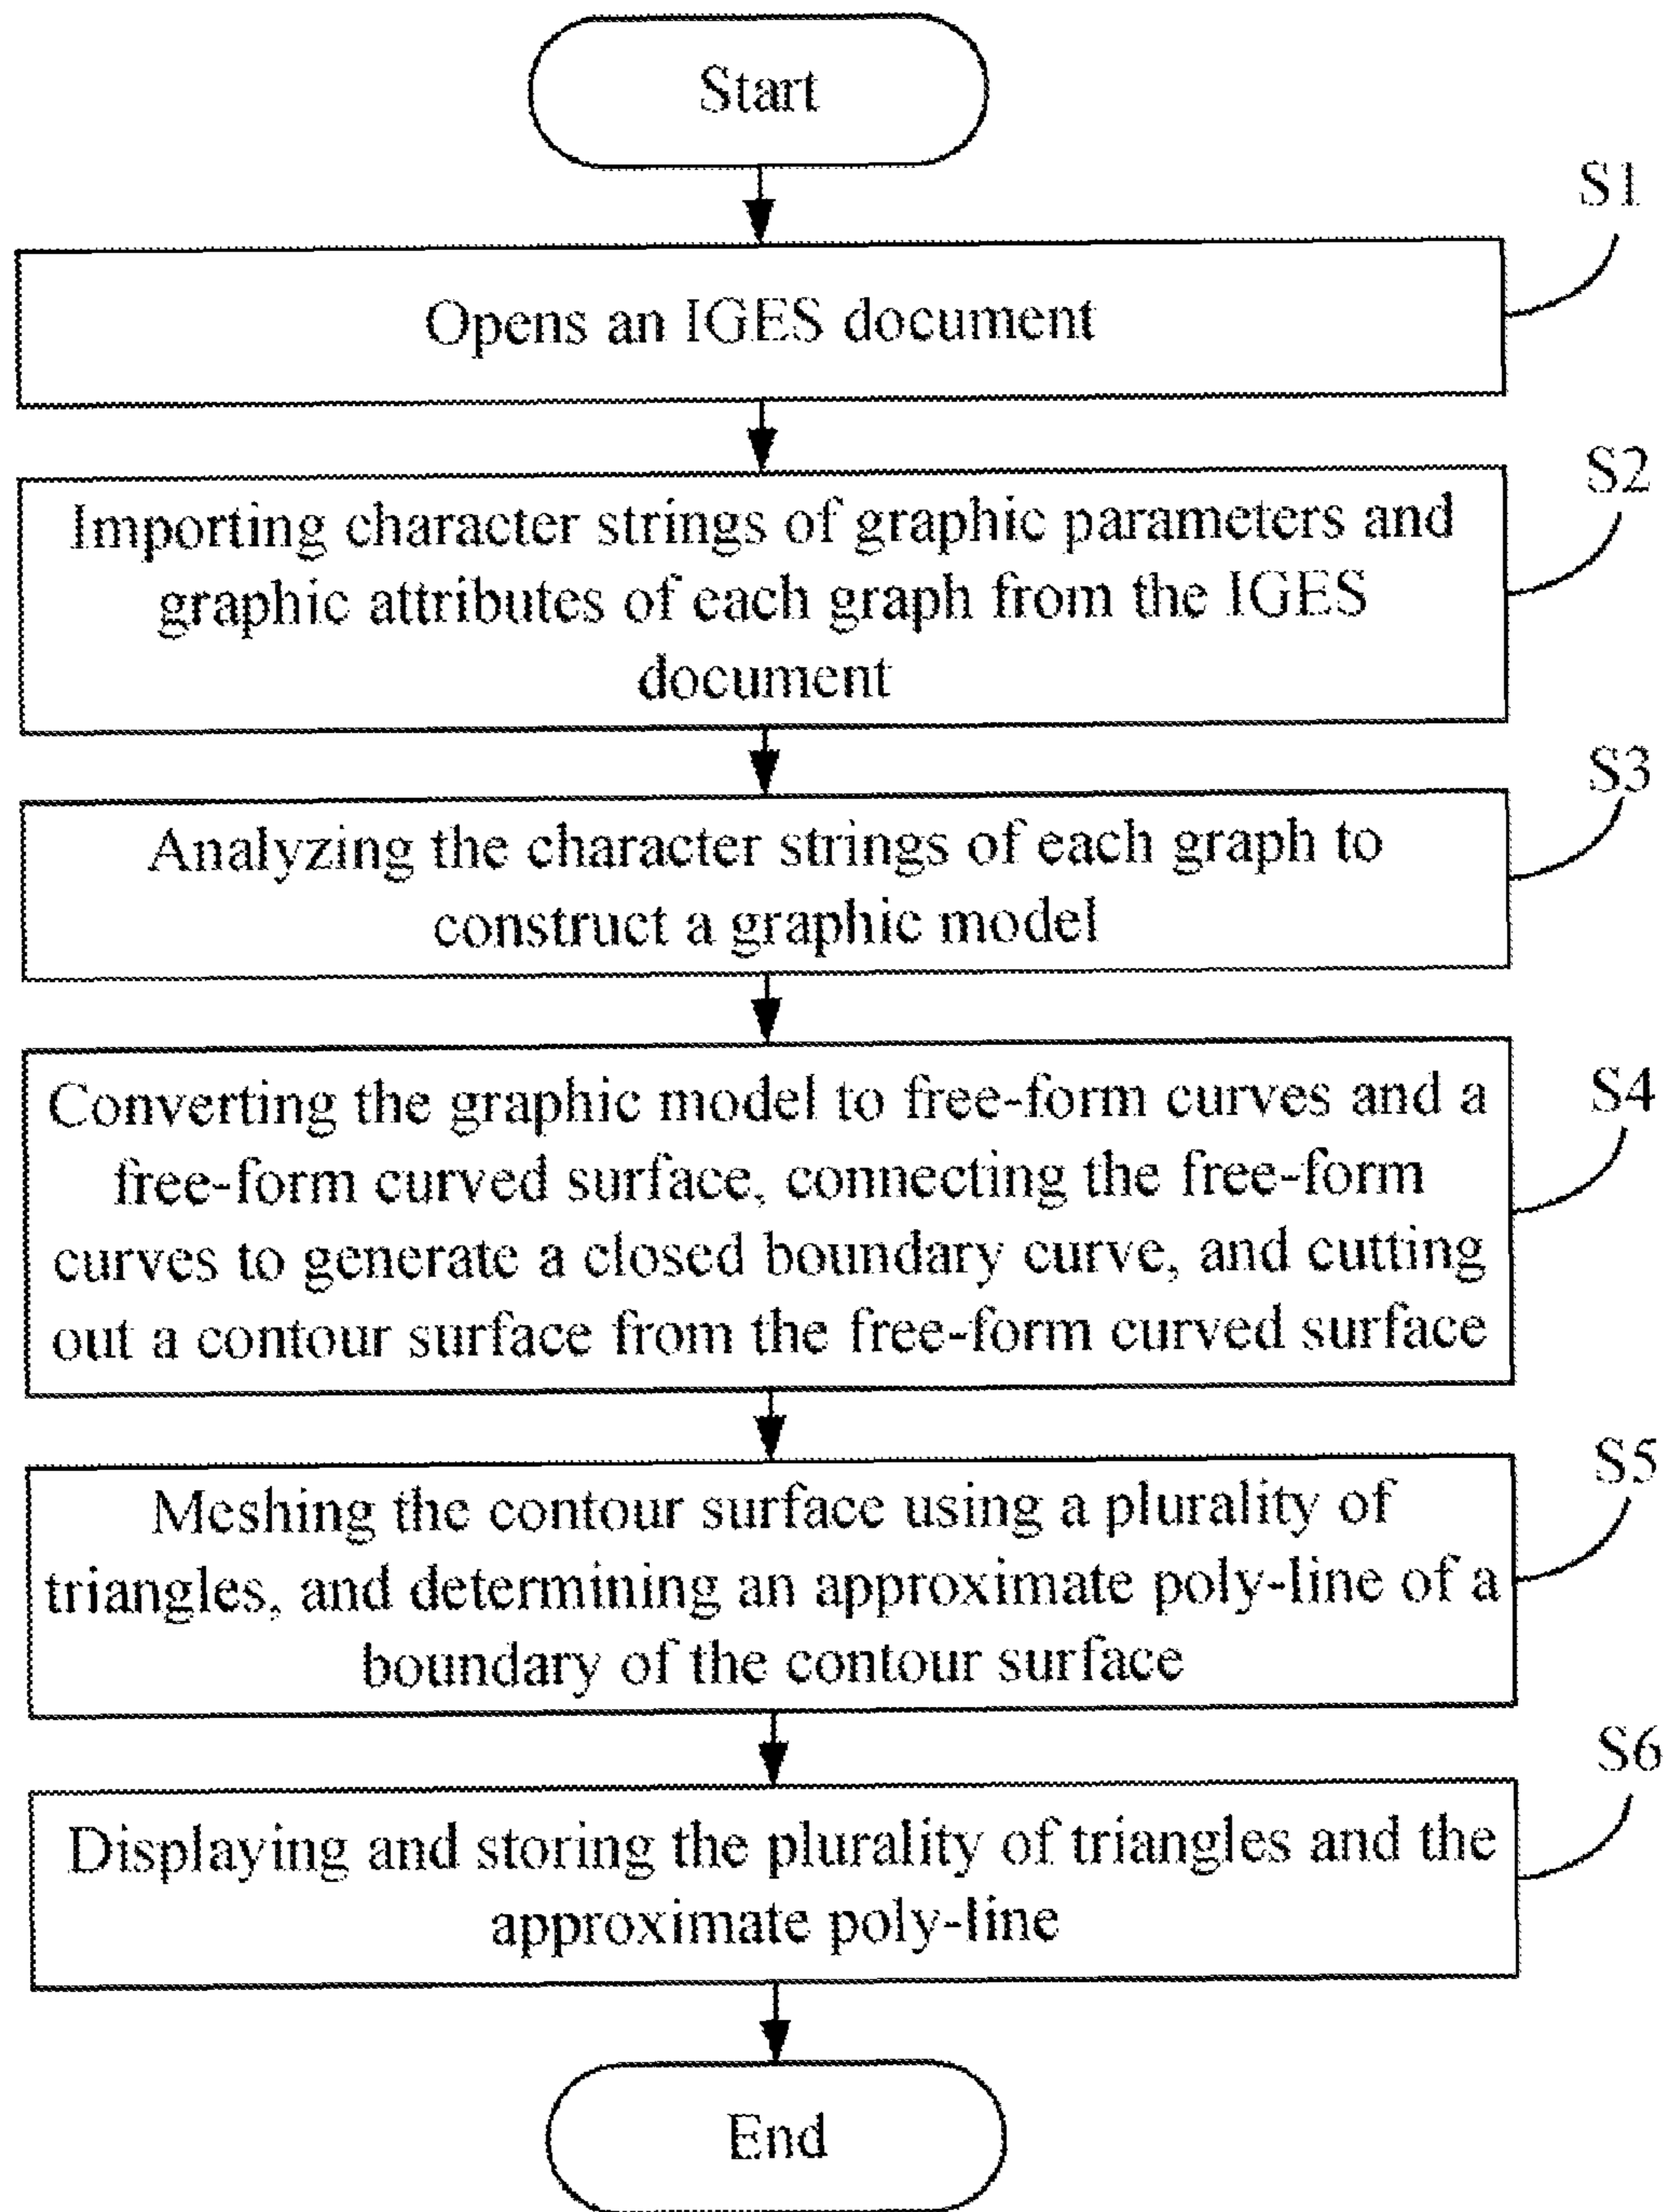 Start
S1
Opens an IGES document
S2
Importing character strings of graphic parameters and
graphic attributes of each graph from the IGES
document
S3
Analyzing the character strings of each graph to
construct a graphic model
S4
Converting the graphic model to free-form curves and a
free-form curved surface, connecting the free-form
curves to generate a closed boundary curve, and cutting
out a contour surface from the free-form curved surface
S5
Meshing the contour surface using a plurality of
triangles, and determining an approximate poly-line of a
boundary of the contour surface
S6
Displaying and storing the plurality of triangles and the
approximate poly-line
End